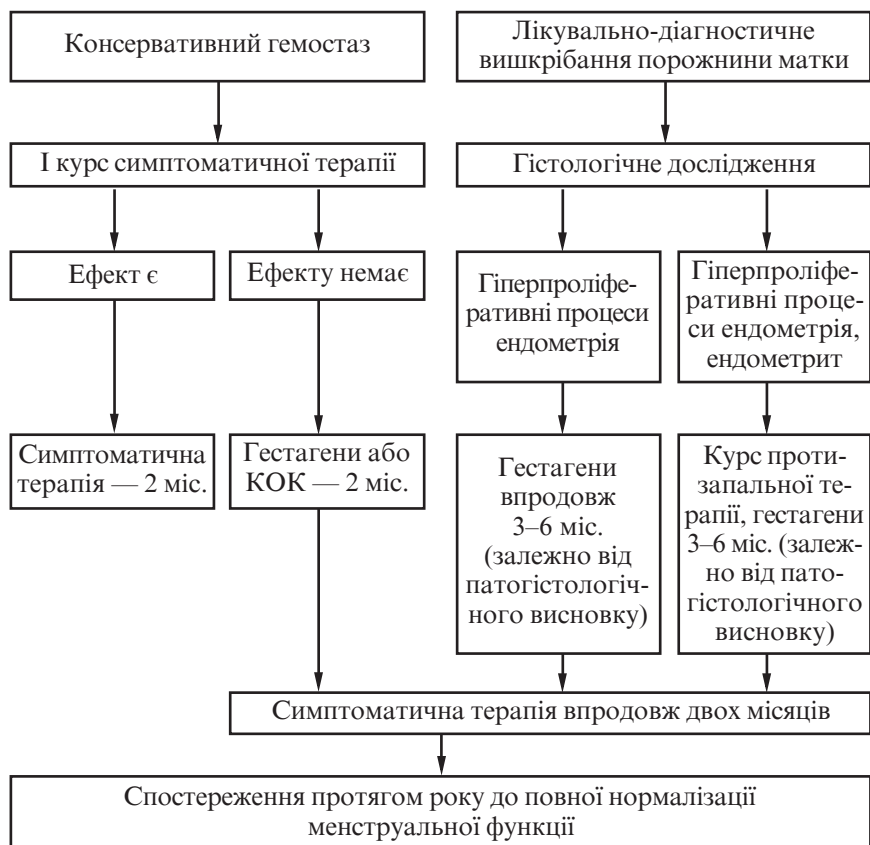 Консервативний гемостаз
Лікувально-діагностичне
вишкрібання порожнини матки
І курс симптоматичної терапії
Гістологічне дослідження
Ефект є
Ефекту немає
Гіперпроліфе-
ративні процеси
ендометрія
Гіперпроліфе-
ративні проце-
си ендометрія,
ендометрит
Симптоматична
терапія — 2 міс.
Гестагени або
КОК — 2 міс.
Гестагени
впродовж
3–6 міс.
(залежно від
патогістологіч-
ного висновку)
Курс проти-
запальної те-
рапії, гестагени
3–6 міс. (залеж-
но від пато-
гістологічного
висновку)
Симптоматична терапія впродовж двох місяців
Спостереження протягом року до повної нормалізації
менструальної функції